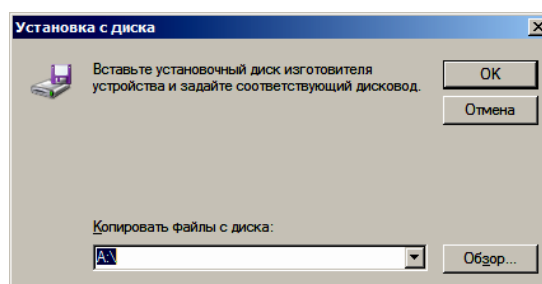 Установка с диска
Вставьте установочный диск изготовителя
устройства и задайте соответствующий дисковод.
OK
Отмена
Копировать файлы с диска:
A:\
Обзор...